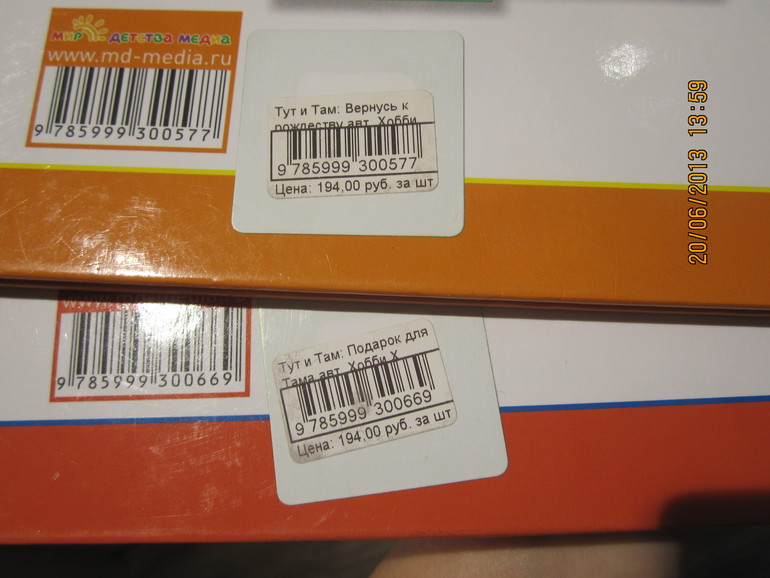 МИР ДЕТСТВА МЕДИА
www.md-media.ru
9 785999 300577
Тут и Там: Вернусь к
рождеству авт. Хобби
9 785999 300577
Цена: 194,00 руб. за шт
20/06/2013 13:59
9 785999 300669
Тут и Там: Подарок для
Тама авт. Хобби Х
9 785999 300669
Цена: 194,00 руб. за шт